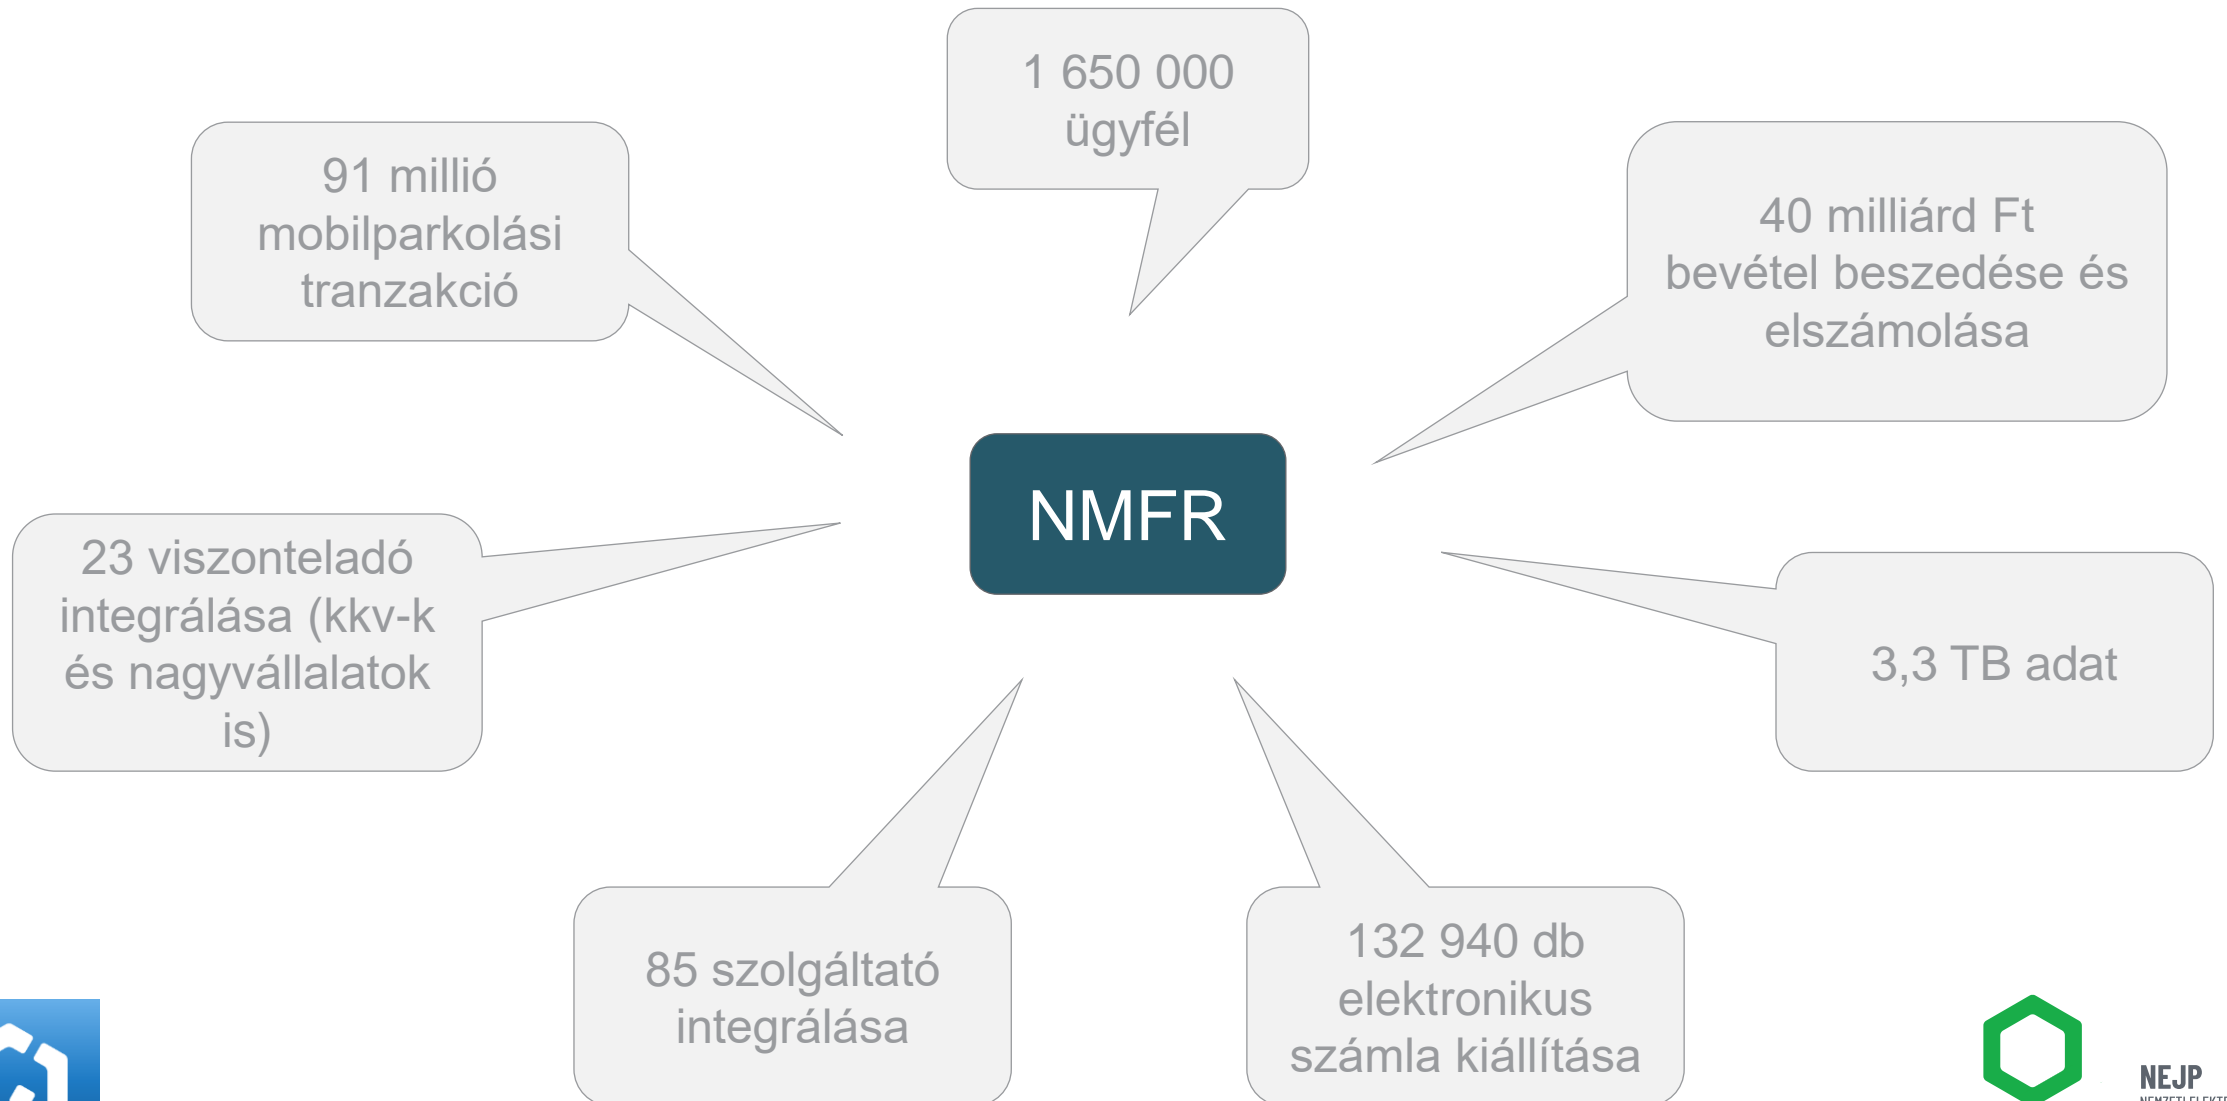 1 650 000
ügyfél
91 millió
mobilparkolási
tranzakció
40 milliárd Ft
bevétel beszedése és
elszámolása
NMFR
23 viszonteladó
integrálása (kkv-k
és nagyvállalatok
is)
3,3 TB adat
85 szolgáltató
integrálása
132 940 db
elektronikus
számla kiállítása
NEJP